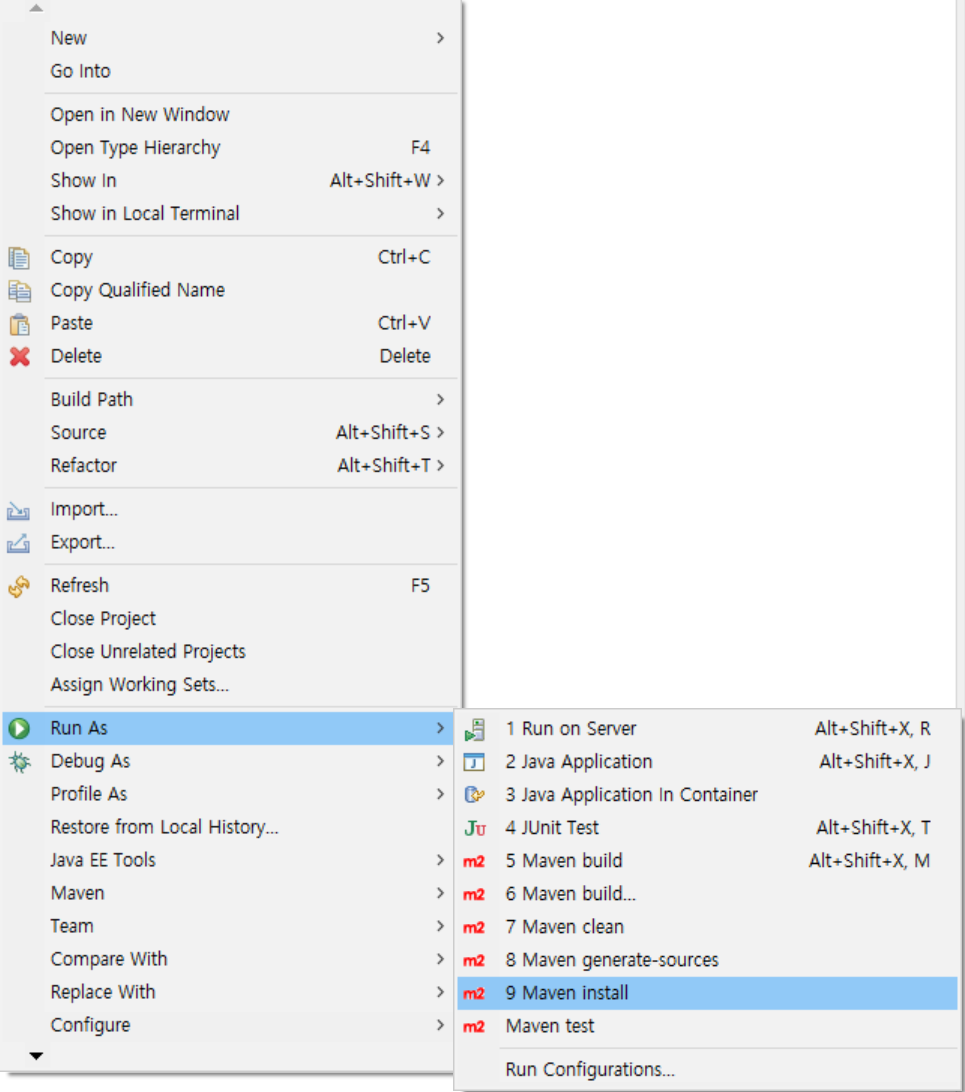 New
Go Into
Open in New Window
Open Type Hierarchy F4
Show In Alt+Shift+W >
Show in Local Terminal
Copy Ctrl+C
Copy Qualified Name
Paste Ctrl+V
Delete Delete
Build Path
Source Alt+Shift+S >
Refactor Alt+Shift+T >
Import...
Export...
Refresh F5
Close Project
Close Unrelated Projects
Assign Working Sets...
Run As
Debug As
Profile As
Restore from Local History...
Java EE Tools
Maven
Team
Compare With
Replace With
Configure
1 Run on Server Alt+Shift+X, R
J 2 Java Application Alt+Shift+X, J
3 Java Application In Container
Ju 4 JUnit Test Alt+Shift+X, T
m2 5 Maven build Alt+Shift+X, M
m2 6 Maven build...
m2 7 Maven clean
m2 8 Maven generate-sources
m2 9 Maven install
m2 Maven test
Run Configurations...